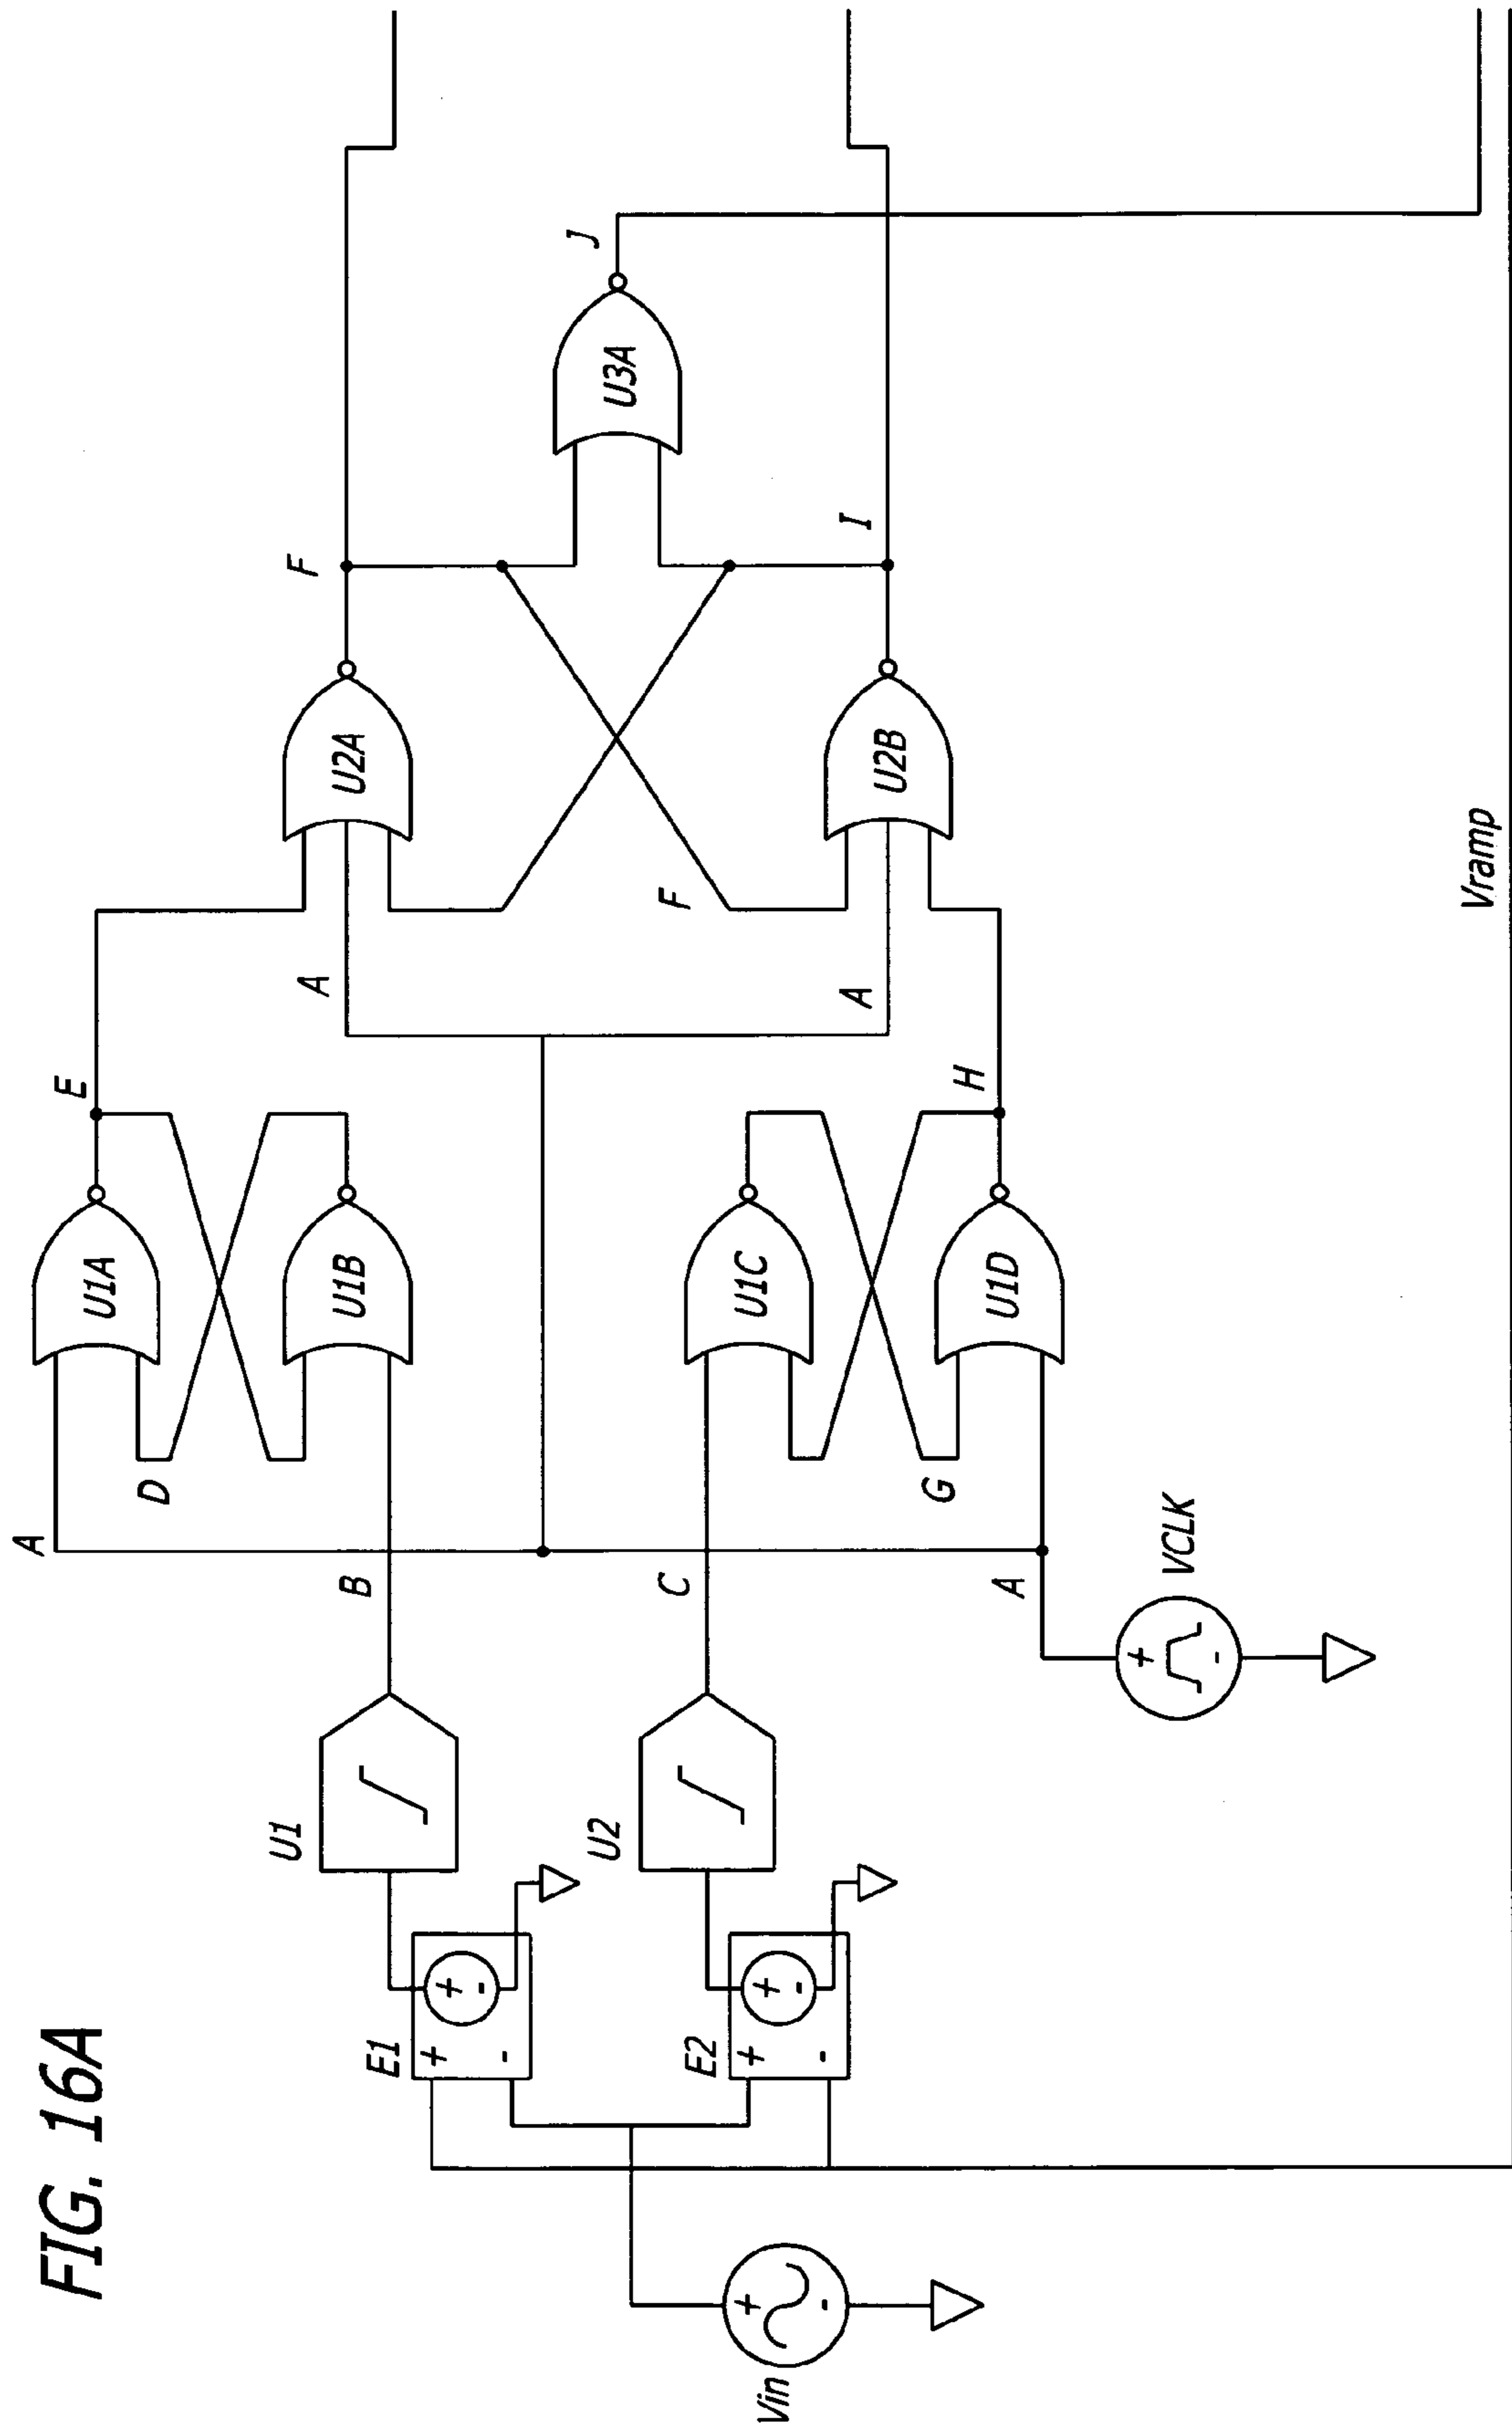 FIG. 16A
Vin
E1
+
-
+
-
E2
+
-
+
-
+
-
U1
U2
B
C
A
A
VCLK
+
-
D
G
U1A
U1B
U1C
U1D
E
H
A
A
F
U2A
U2B
F
I
U3A
J
Vramp